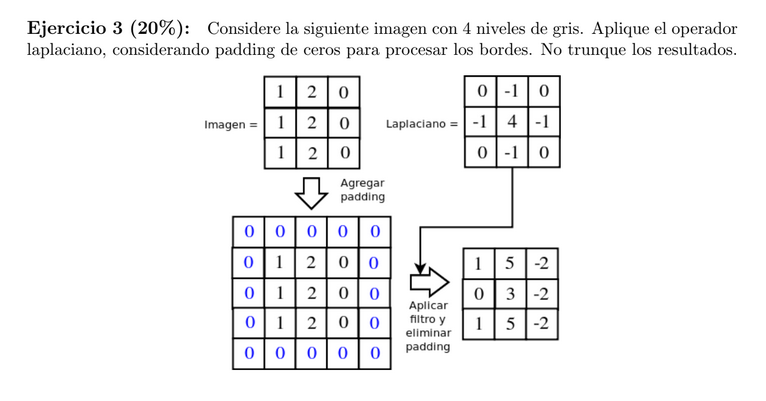 Ejercicio 3 (20%): Considere la siguiente imagen con 4 niveles de gris. Aplique el operador
laplaciano, considerando padding de ceros para procesar los bordes. No trunque los resultados.
Imagen =
1 2 0
1 2 0
1 2 0
Laplaciano =
0 -1 0
-1 4 -1
0 -1 0
Agregar
padding
0 0 0 0 0
0 1 2 0 0
0 1 2 0 0
0 1 2 0 0
0 0 0 0 0
Aplicar
filtro y
eliminar
padding
1 5 -2
0 3 -2
1 5 -2